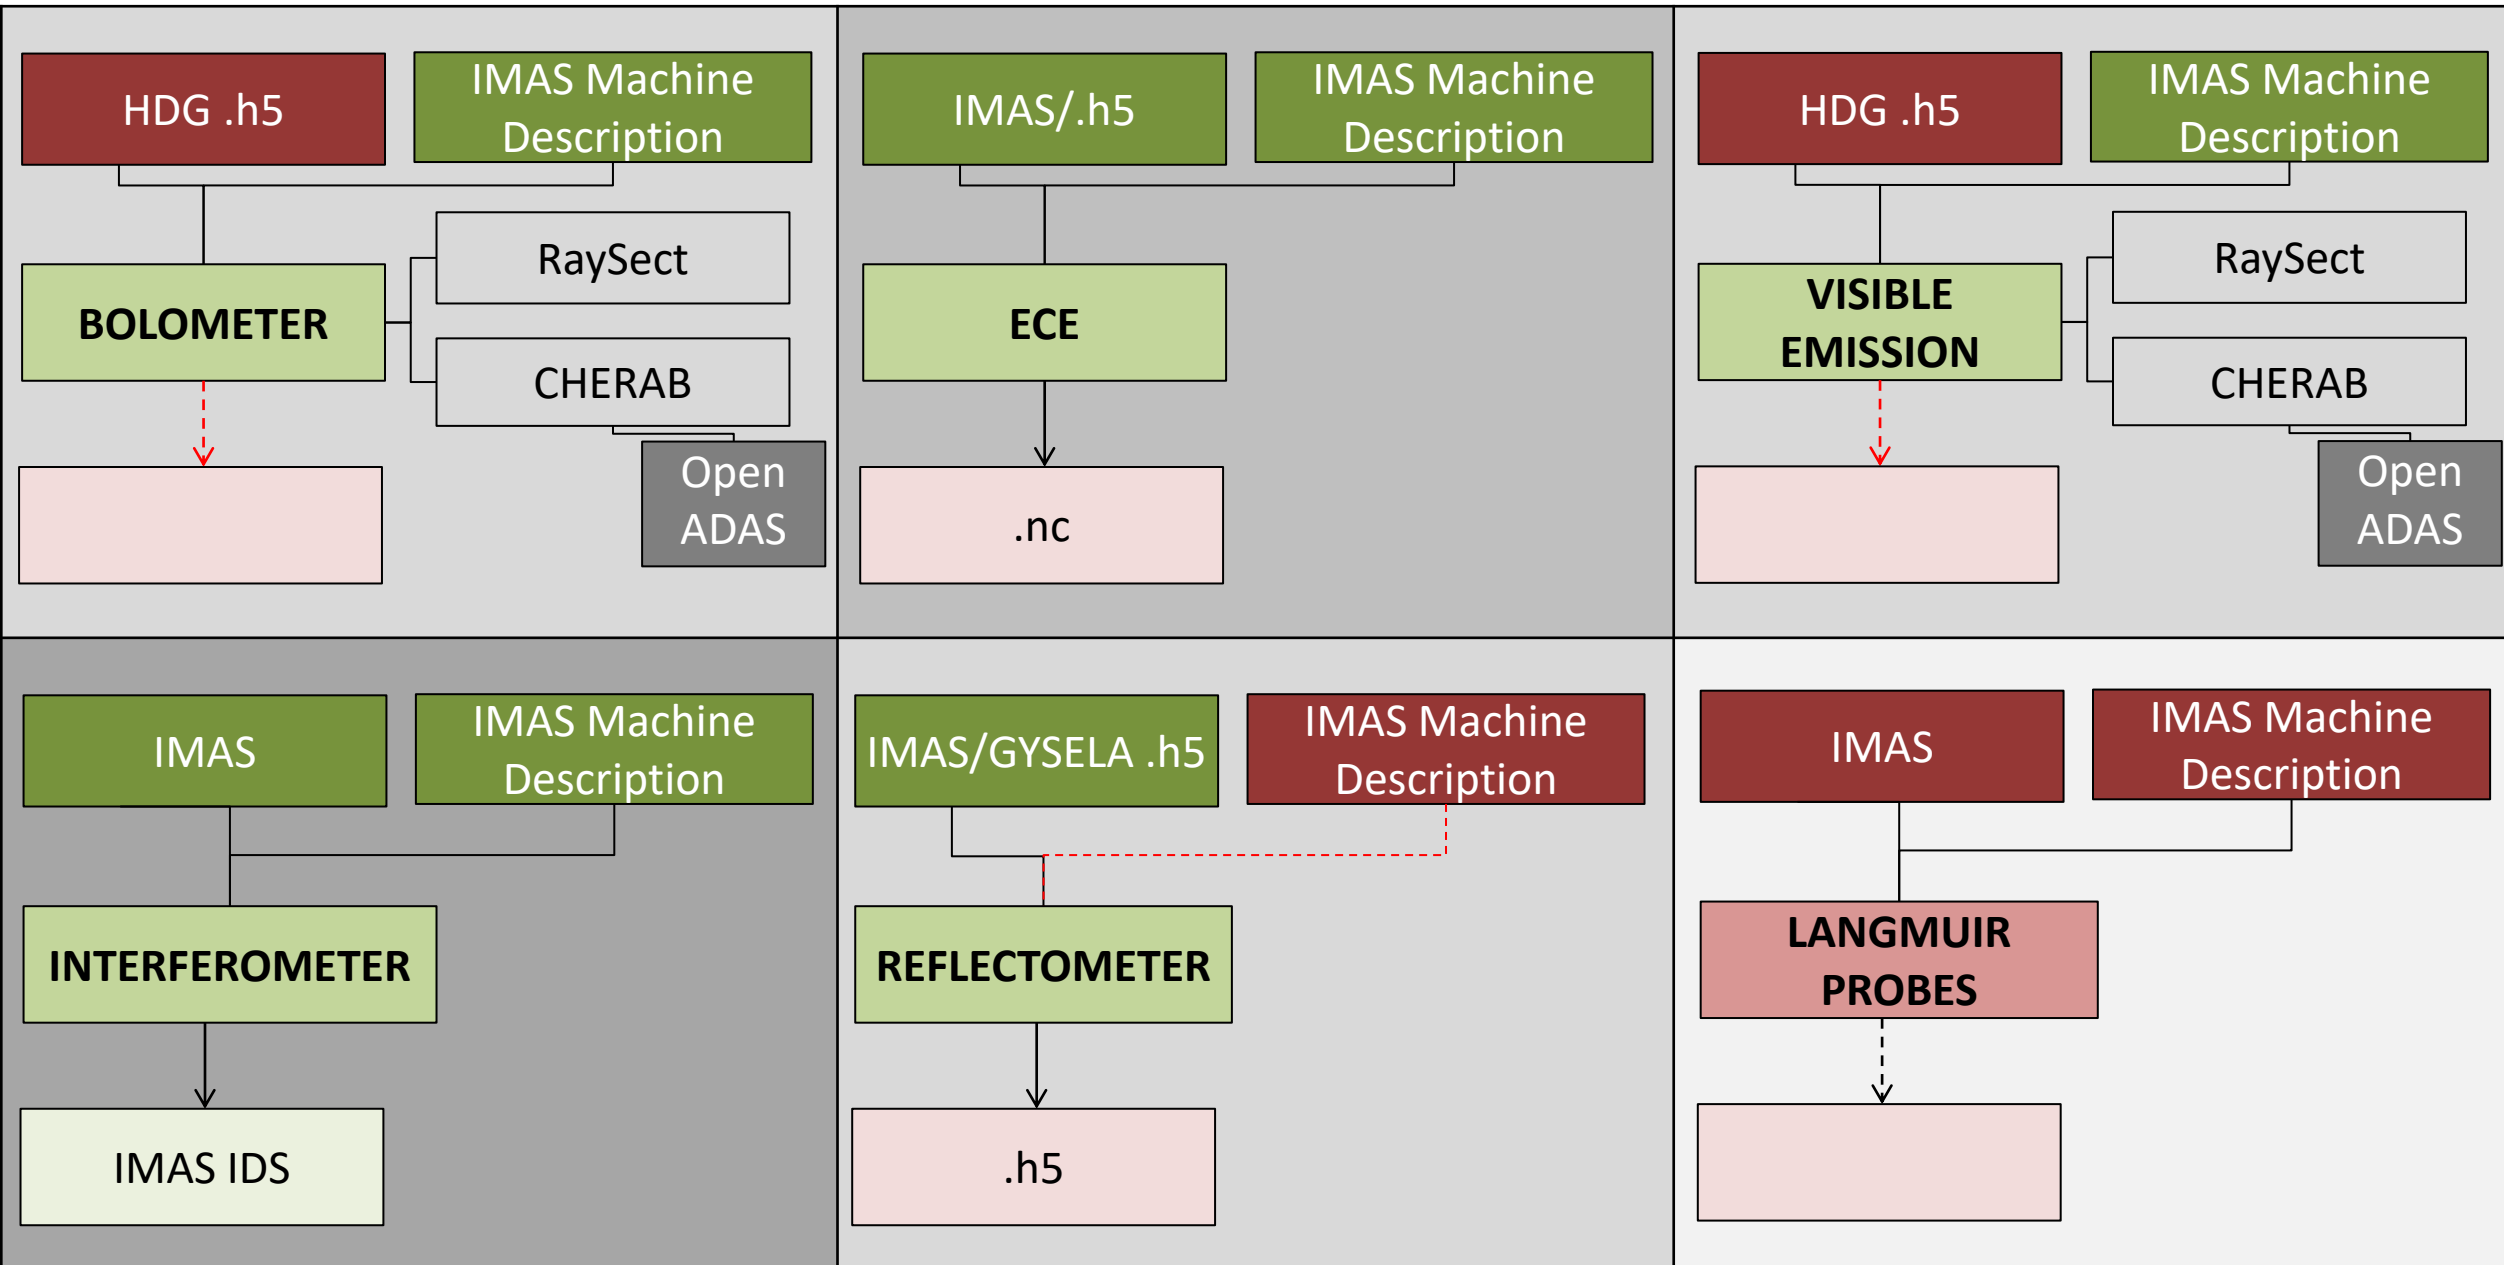 HDG .h5
IMAS Machine
Description
RaySect
BOLOMETER
CHERAB
Open
ADAS
IMAS/.h5
IMAS Machine
Description
ECE
.nc
HDG .h5
IMAS Machine
Description
RaySect
VISIBLE
EMISSION
CHERAB
Open
ADAS
IMAS
IMAS Machine
Description
INTERFEROMETER
IMAS IDS
IMAS/GYSELA .h5
IMAS Machine
Description
REFLECTOMETER
.h5
IMAS
IMAS Machine
Description
LANGMUIR
PROBES